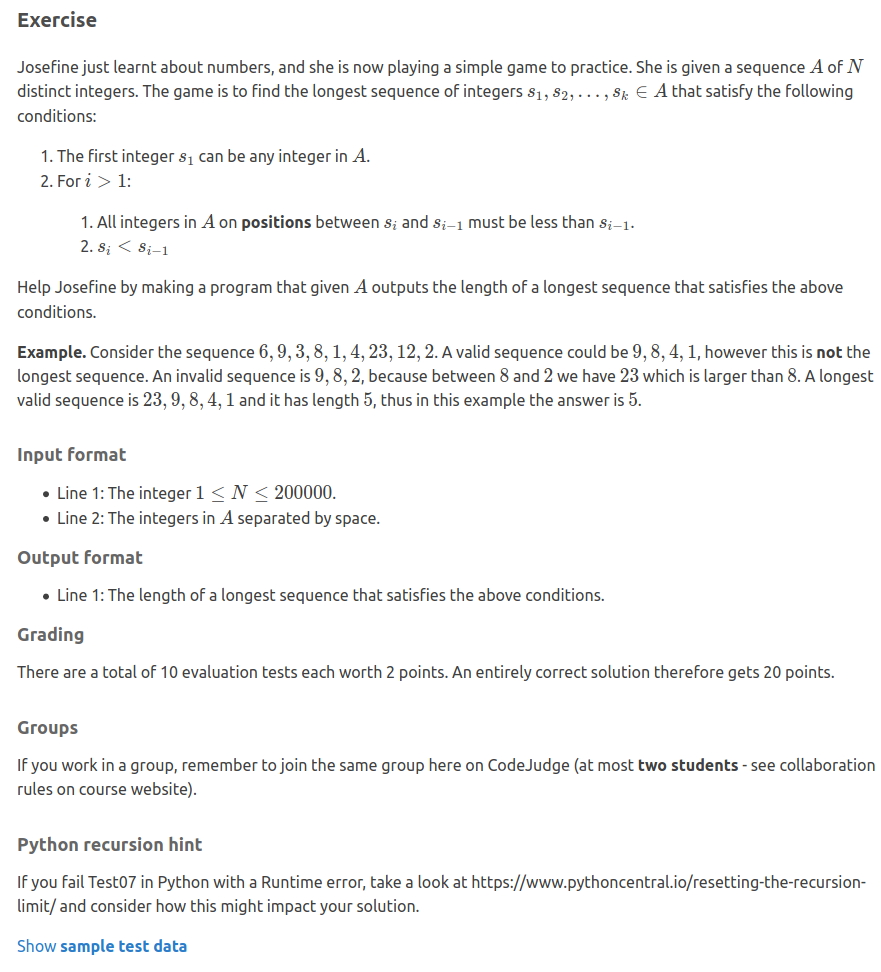 Exercise
Josefine just learnt about numbers, and she is now playing a simple game to practice. She is given a sequence A of N
distinct integers. The game is to find the longest sequence of integers s₁, s₂, . . . , sₖ ∈ A that satisfy the following
conditions:
1. The first integer s₁ can be any integer in A.
2. For i > 1:
1. All integers in A on positions between sᵢ and sᵢ₋₁ must be less than sᵢ₋₁.
2. sᵢ < sᵢ₋₁
Help Josefine by making a program that given A outputs the length of a longest sequence that satisfies the above
conditions.
Example. Consider the sequence 6, 9, 3, 8, 1, 4, 23, 12, 2. A valid sequence could be 9, 8, 4, 1, however this is not the
longest sequence. An invalid sequence is 9, 8, 2, because between 8 and 2 we have 23 which is larger than 8. A longest
valid sequence is 23, 9, 8, 4, 1 and it has length 5, thus in this example the answer is 5.
Input format
• Line 1: The integer 1 ≤ N ≤ 200000.
• Line 2: The integers in A separated by space.
Output format
• Line 1: The length of a longest sequence that satisfies the above conditions.
Grading
There are a total of 10 evaluation tests each worth 2 points. An entirely correct solution therefore gets 20 points.
Groups
If you work in a group, remember to join the same group here on CodeJudge (at most two students - see collaboration
rules on course website).
Python recursion hint
If you fail Test07 in Python with a Runtime error, take a look at https://www.pythoncentral.io/resetting-the-recursion-
limit/ and consider how this might impact your solution.
Show sample test data